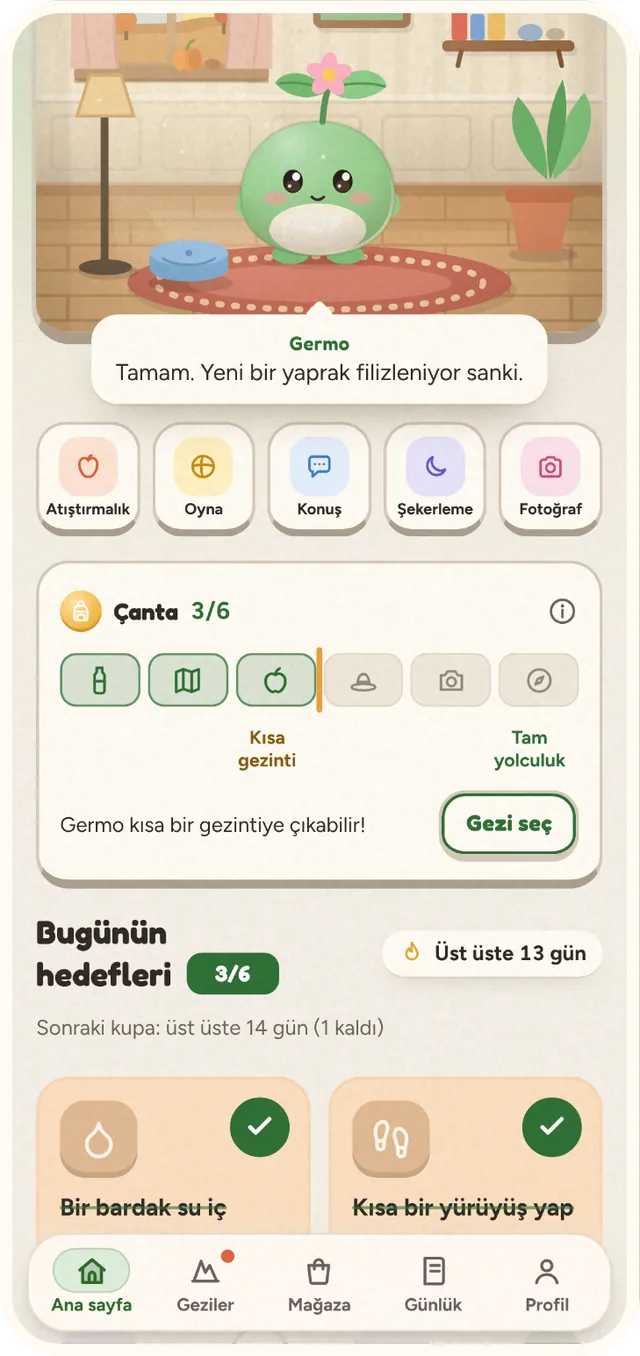 Germo
Tamam. Yeni bir yaprak filizleniyor sanki.
Atıştırmalık
Oyna
Konuş
Şekerleme
Fotoğraf
Çanta 3/6
Kısa
gezinti
Tam
yolculuk
Germo kısa bir gezintiye çıkabilir!
Gezi seç
Bugünün
hedefleri 3/6
Üst üste 13 gün
Sonraki kupa: üst üste 14 gün (1 kaldı)
Bir bardak su iç
Kısa bir yürüyüş yap
Ana sayfa
Geziler
Mağaza
Günlük
Profil